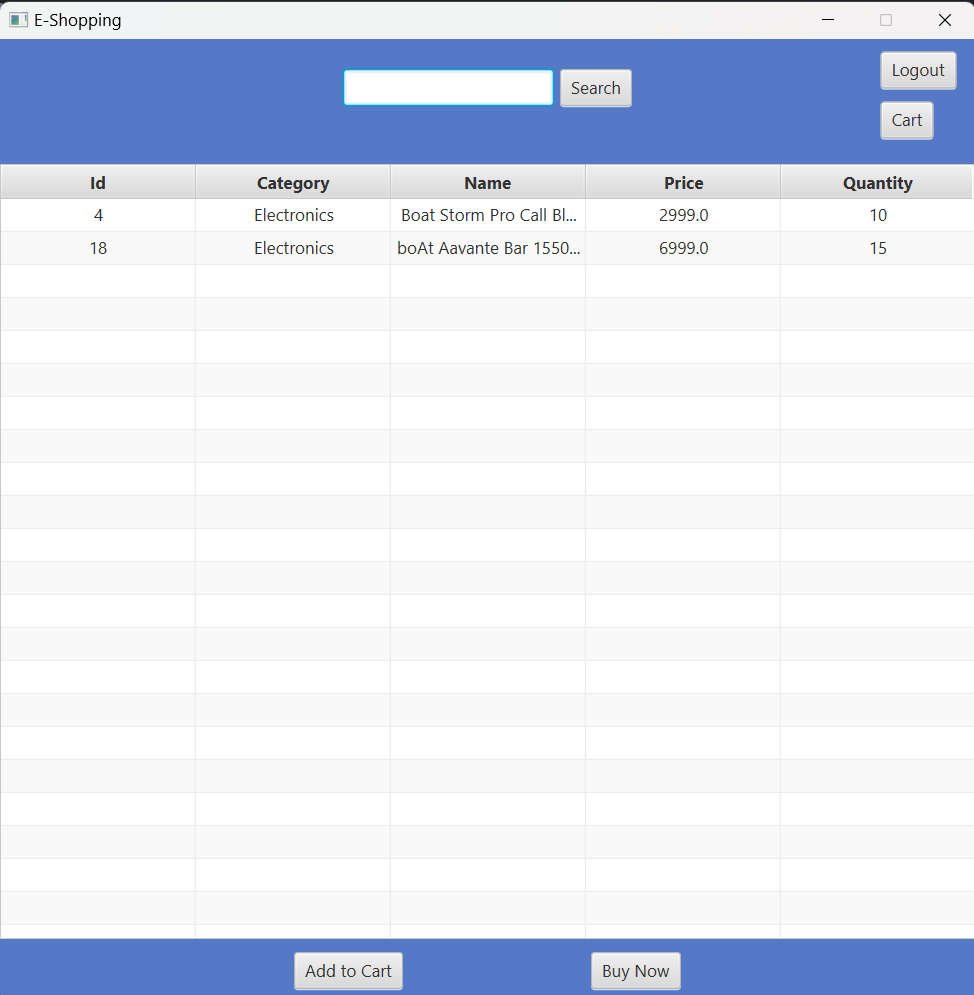 E-Shopping
Logout
Search
Cart
Id Category Name Price Quantity
4 Electronics Boat Storm Pro Call Bl... 2999.0 10
18 Electronics boAt Aavante Bar 1550... 6999.0 15
Add to Cart Buy Now